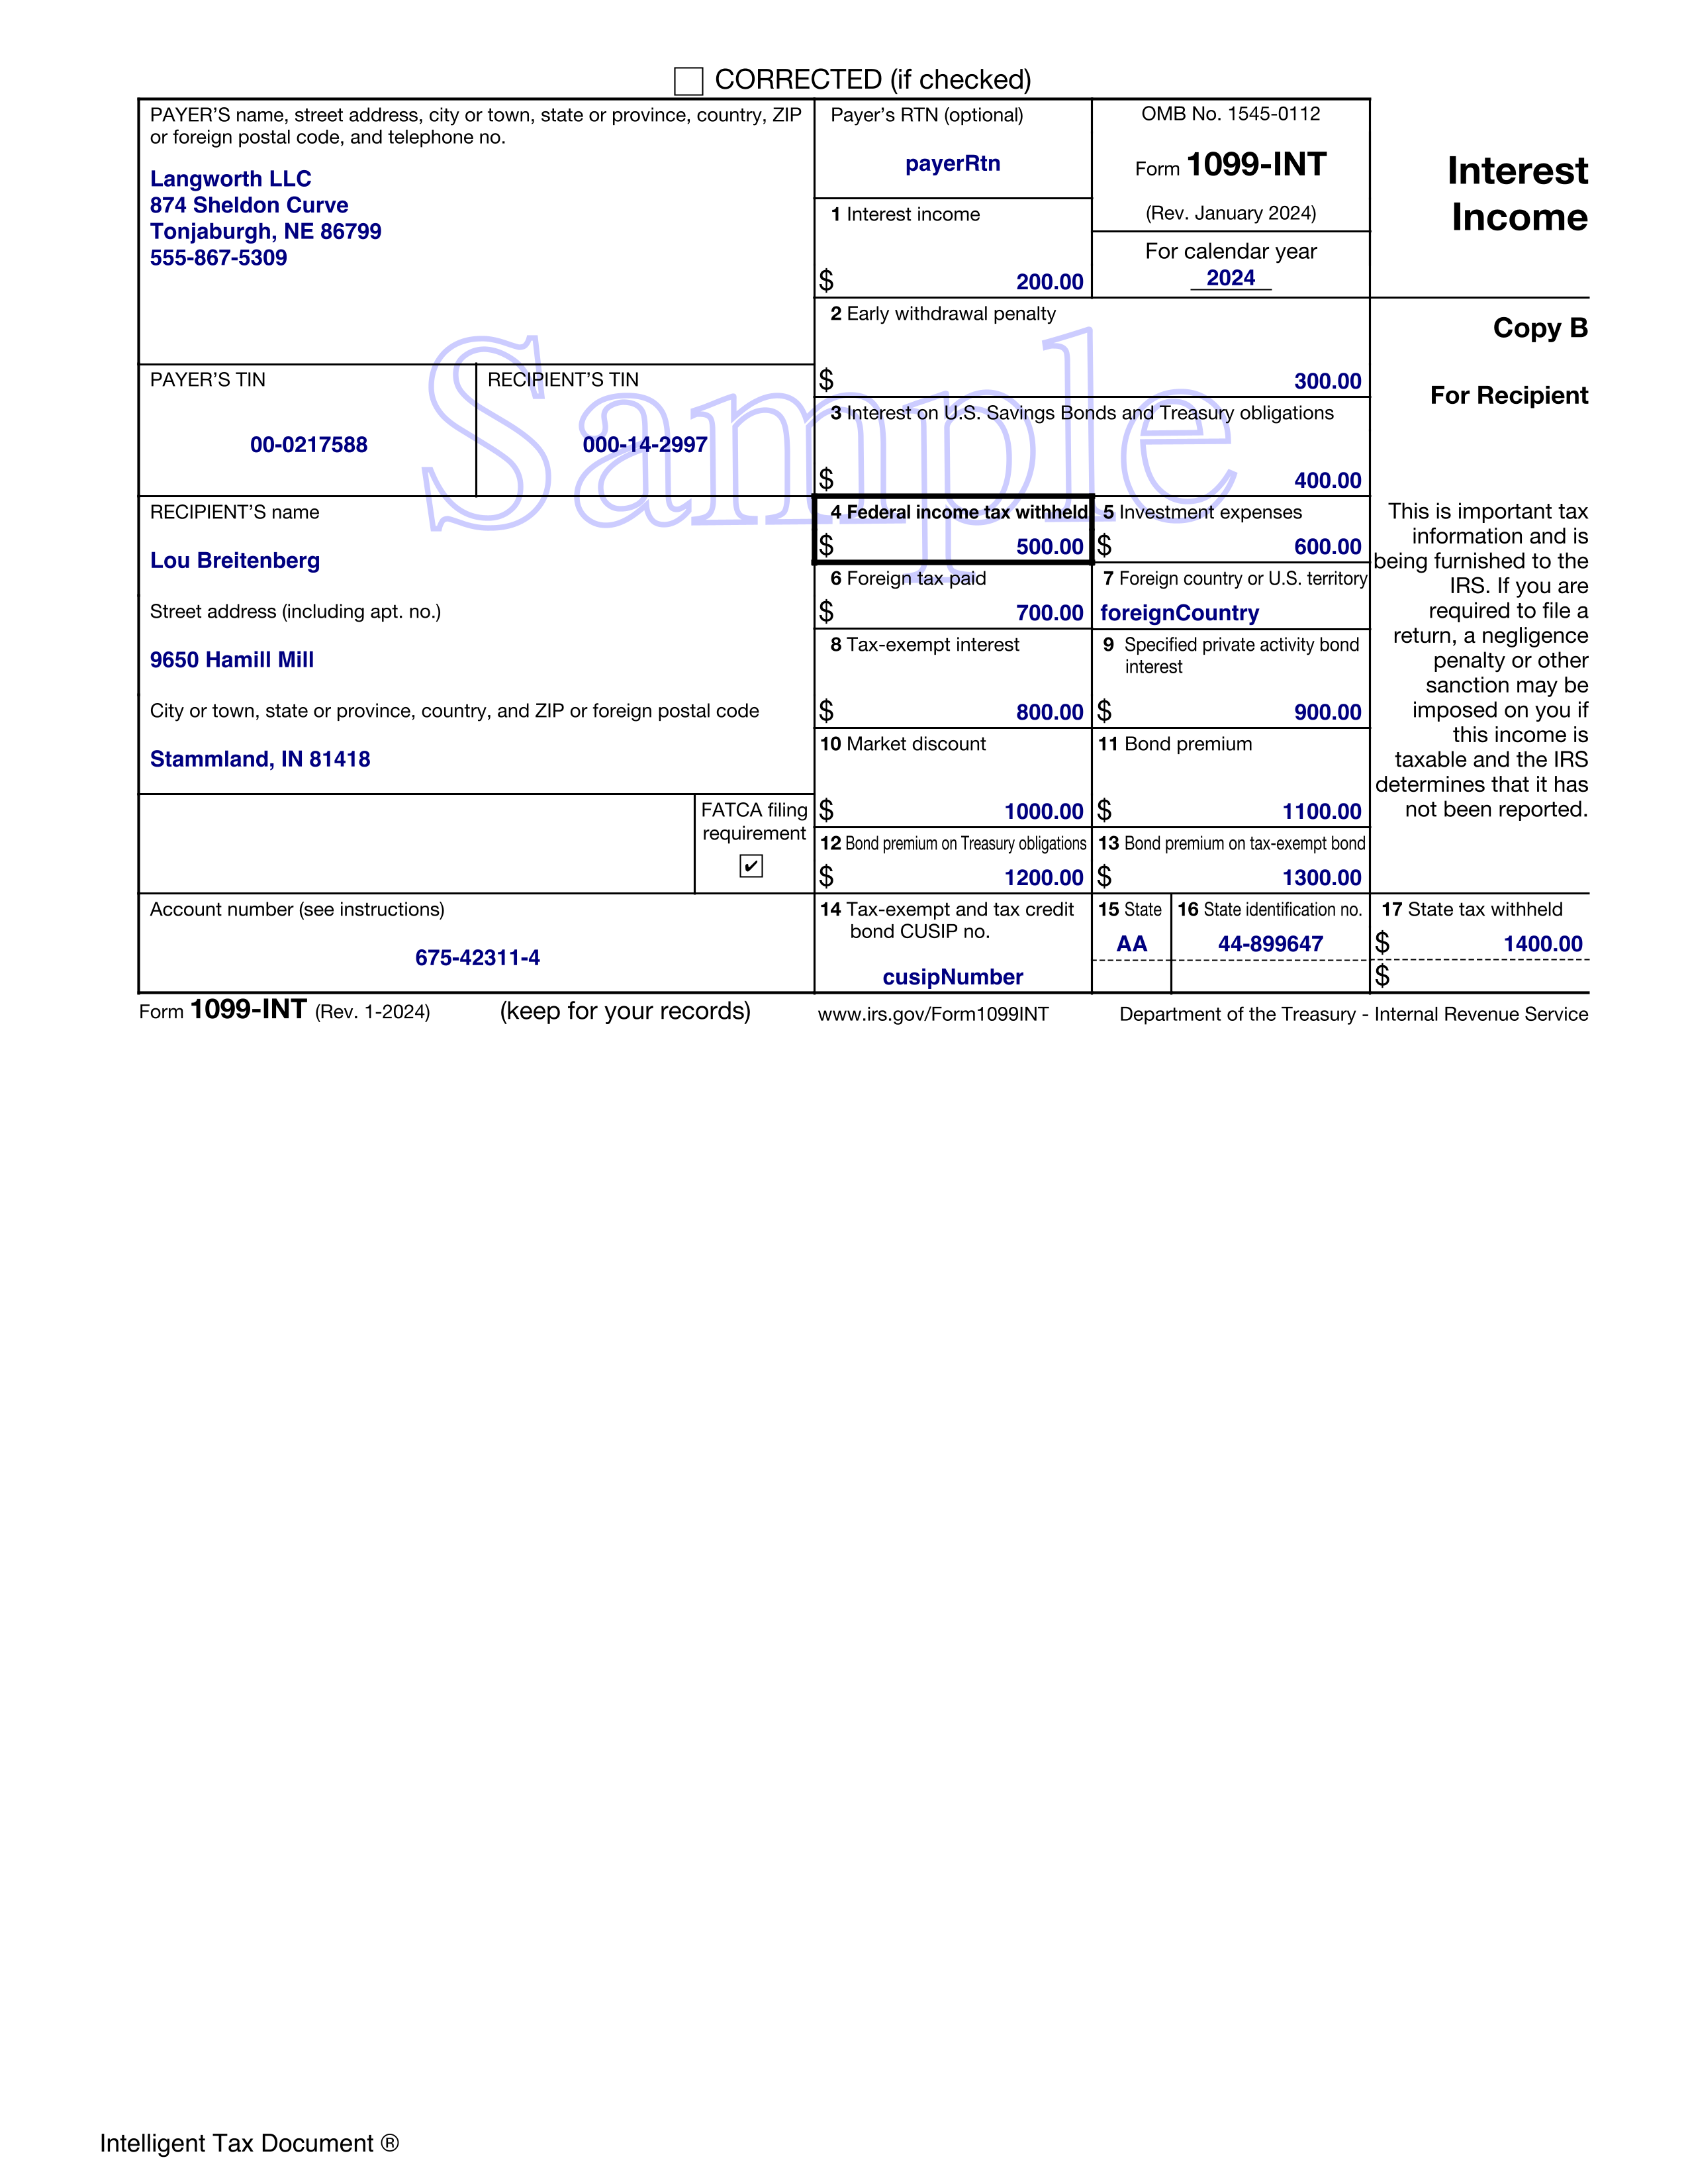 CORRECTED (if checked)
PAYER'S name, street address, city or town, state or province, country, ZIP
or foreign postal code, and telephone no.
Langworth LLC
874 Sheldon Curve
Tonjaburgh, NE 86799
555-867-5309
Payer's RTN (optional)
payerRtn
1 Interest income
$ 200.00
OMB No. 1545-0112
Form 1099-INT
(Rev. January 2024)
For calendar year
2024
Interest
Income
2 Early withdrawal penalty
$ 300.00
Copy B
For Recipient
PAYER'S TIN
00-0217588
RECIPIENT'S TIN
000-14-2997
3 Interest on U.S. Savings Bonds and Treasury obligations
$ 400.00
Sample
RECIPIENT'S name
Lou Breitenberg
Street address (including apt. no.)
9650 Hamill Mill
City or town, state or province, country, and ZIP or foreign postal code
Stammland, IN 81418
4 Federal income tax withheld
$ 500.00
5 Investment expenses
$ 600.00
6 Foreign tax paid
$ 700.00
7 Foreign country or U.S. territory
foreignCountry
8 Tax-exempt interest
$ 800.00
9 Specified private activity bond
interest
$ 900.00
10 Market discount
$ 1000.00
11 Bond premium
$ 1100.00
This is important tax
information and is
being furnished to the
IRS. If you are
required to file a
return, a negligence
penalty or other
sanction may be
imposed on you if
this income is
taxable and the IRS
determines that it has
not been reported.
FATCA filing
requirement
✔
12 Bond premium on Treasury obligations
$ 1200.00
13 Bond premium on tax-exempt bond
$ 1300.00
Account number (see instructions)
675-42311-4
14 Tax-exempt and tax credit
bond CUSIP no.
cusipNumber
15 State
AA
16 State identification no.
44-899647
17 State tax withheld
$ 1400.00
$
Form 1099-INT (Rev. 1-2024)
(keep for your records)
www.irs.gov/Form1099INT
Department of the Treasury - Internal Revenue Service
Intelligent Tax Document ®